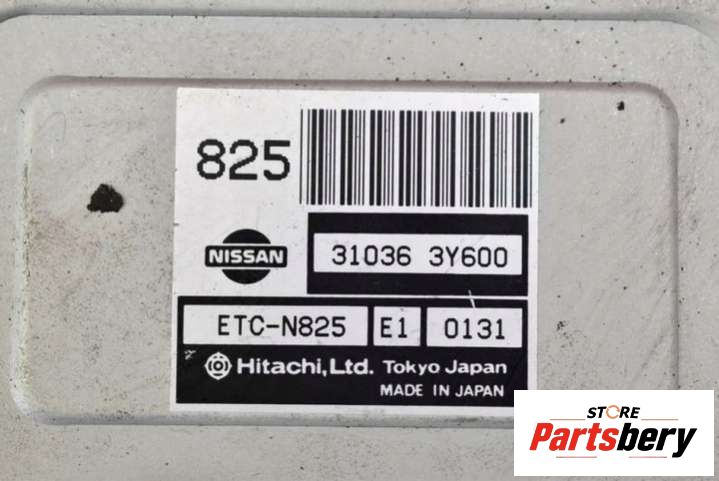 825
NISSAN
31036 3Y600
ETC-N825 E1 0131
Hitachi, Ltd. Tokyo Japan
MADE IN JAPAN
STORE
Partsbery